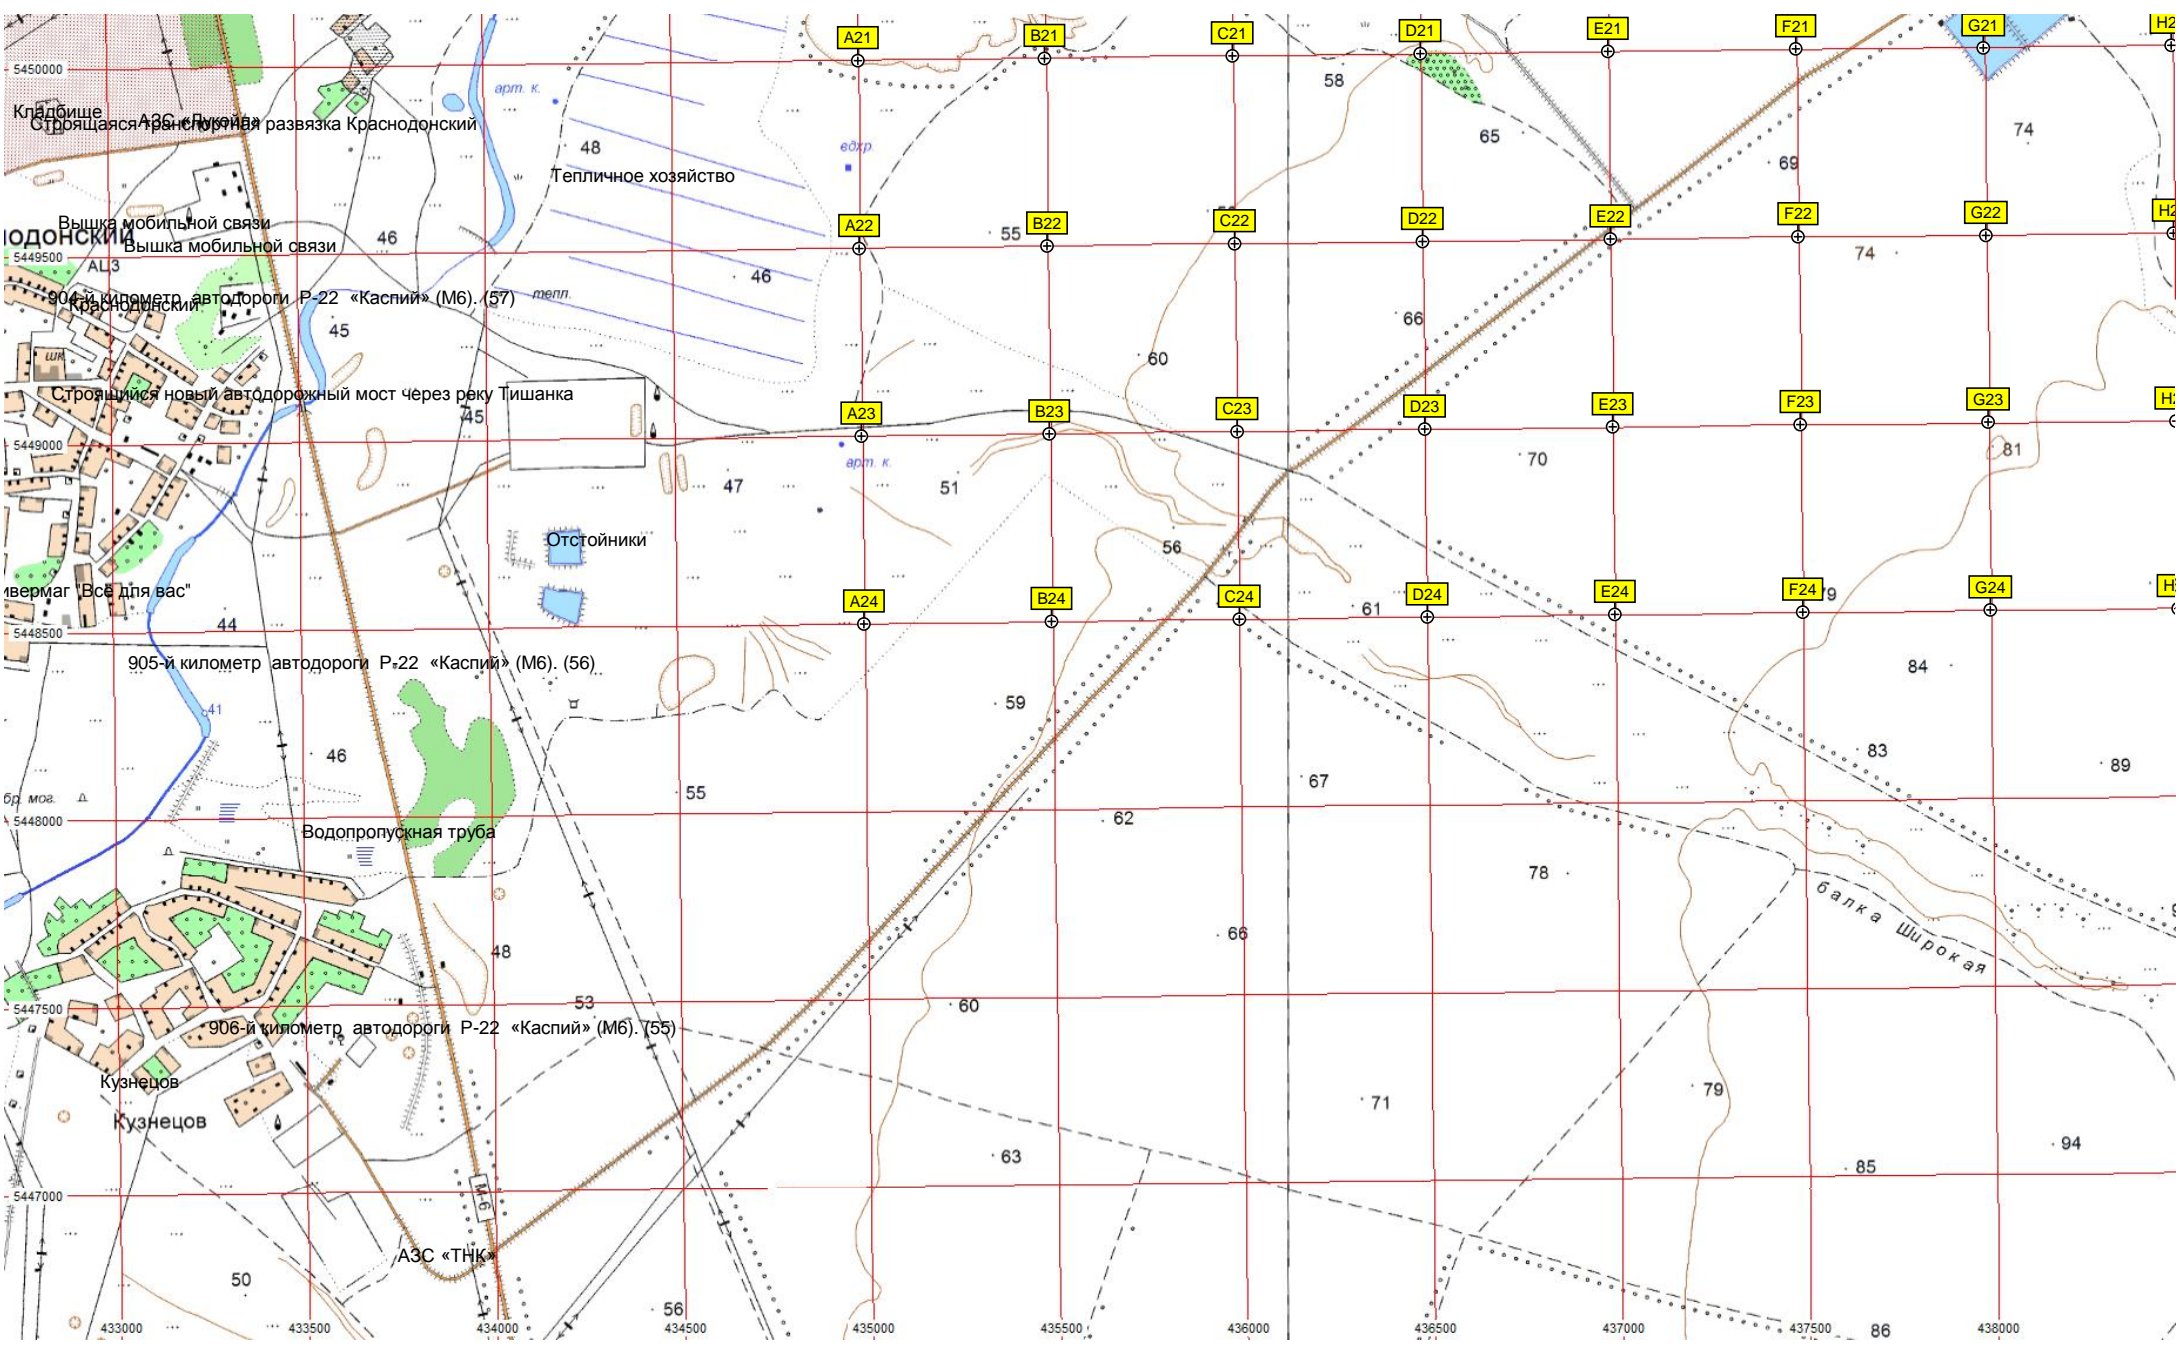 A21
B21
C21
D21
E21
F21
G21
5450000
арт. к.
58
74
Кладбище
АЗС «Лукойл»
Строящаяся транспортная развязка Краснодонский
65
48
вдхр
69
Тепличное хозяйство
A22
B22
C22
D22
E22
F22
G22
Вышка мобильной связи
Вышка мобильной связи
46
55
74
5449500
46
904-й километр автодороги Р-22 «Каспий» (М6). (57)
тепл.
Краснодонский
45
66
шк.
60
Строящийся новый автодорожный мост через реку Тишанка
45
A23
B23
C23
D23
E23
F23
G23
5449000
арт. к.
70
81
47
51
Отстойники
56
"Всё для вас"
A24
B24
C24
D24
E24
F24
G24
61
44
5448500
905-й километр автодороги Р-22 «Каспий» (М6). (56)
84
41
59
46
83
89
67
бр. мог.
55
5448000
62
Водопропускная труба
78
балка Широкая
66
48
53
60
5447500
906-й километр автодороги Р-22 «Каспий» (М6). (55)
Кузнецов
Кузнецов
71
79
94
63
85
5447000
М-6
АЗС «ТНК»
50
56
86
433000
433500
434000
434500
435000
435500
436000
436500
437000
437500
438000